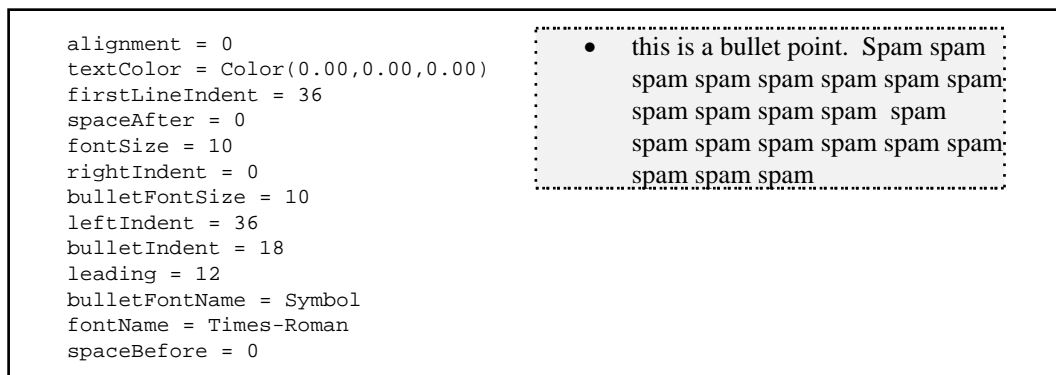 alignment = 0
textColor = Color(0.00,0.00,0.00)
firstLineIndent = 36
spaceAfter = 0
fontSize = 10
rightIndent = 0
bulletFontSize = 10
leftIndent = 36
bulletIndent = 18
leading = 12
bulletFontName = Symbol
fontName = Times-Roman
spaceBefore = 0
• this is a bullet point.  Spam spam
spam spam spam spam spam spam
spam spam spam spam  spam
spam spam spam spam spam spam
spam spam spam